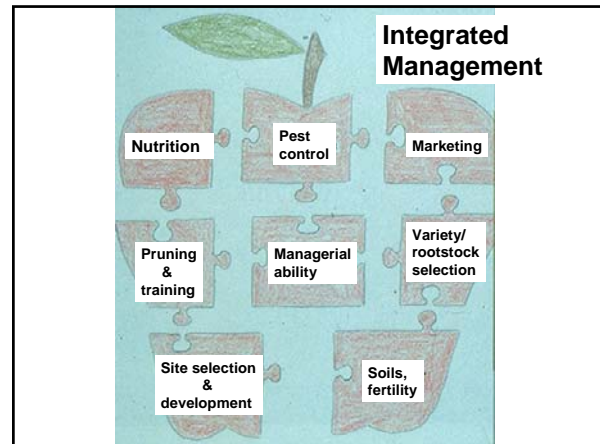 Integrated
Management
Nutrition
Pest
control
Marketing
Pruning
&
training
Managerial
ability
Variety/
rootstock
selection
Site selection
&
development
Soils,
fertility